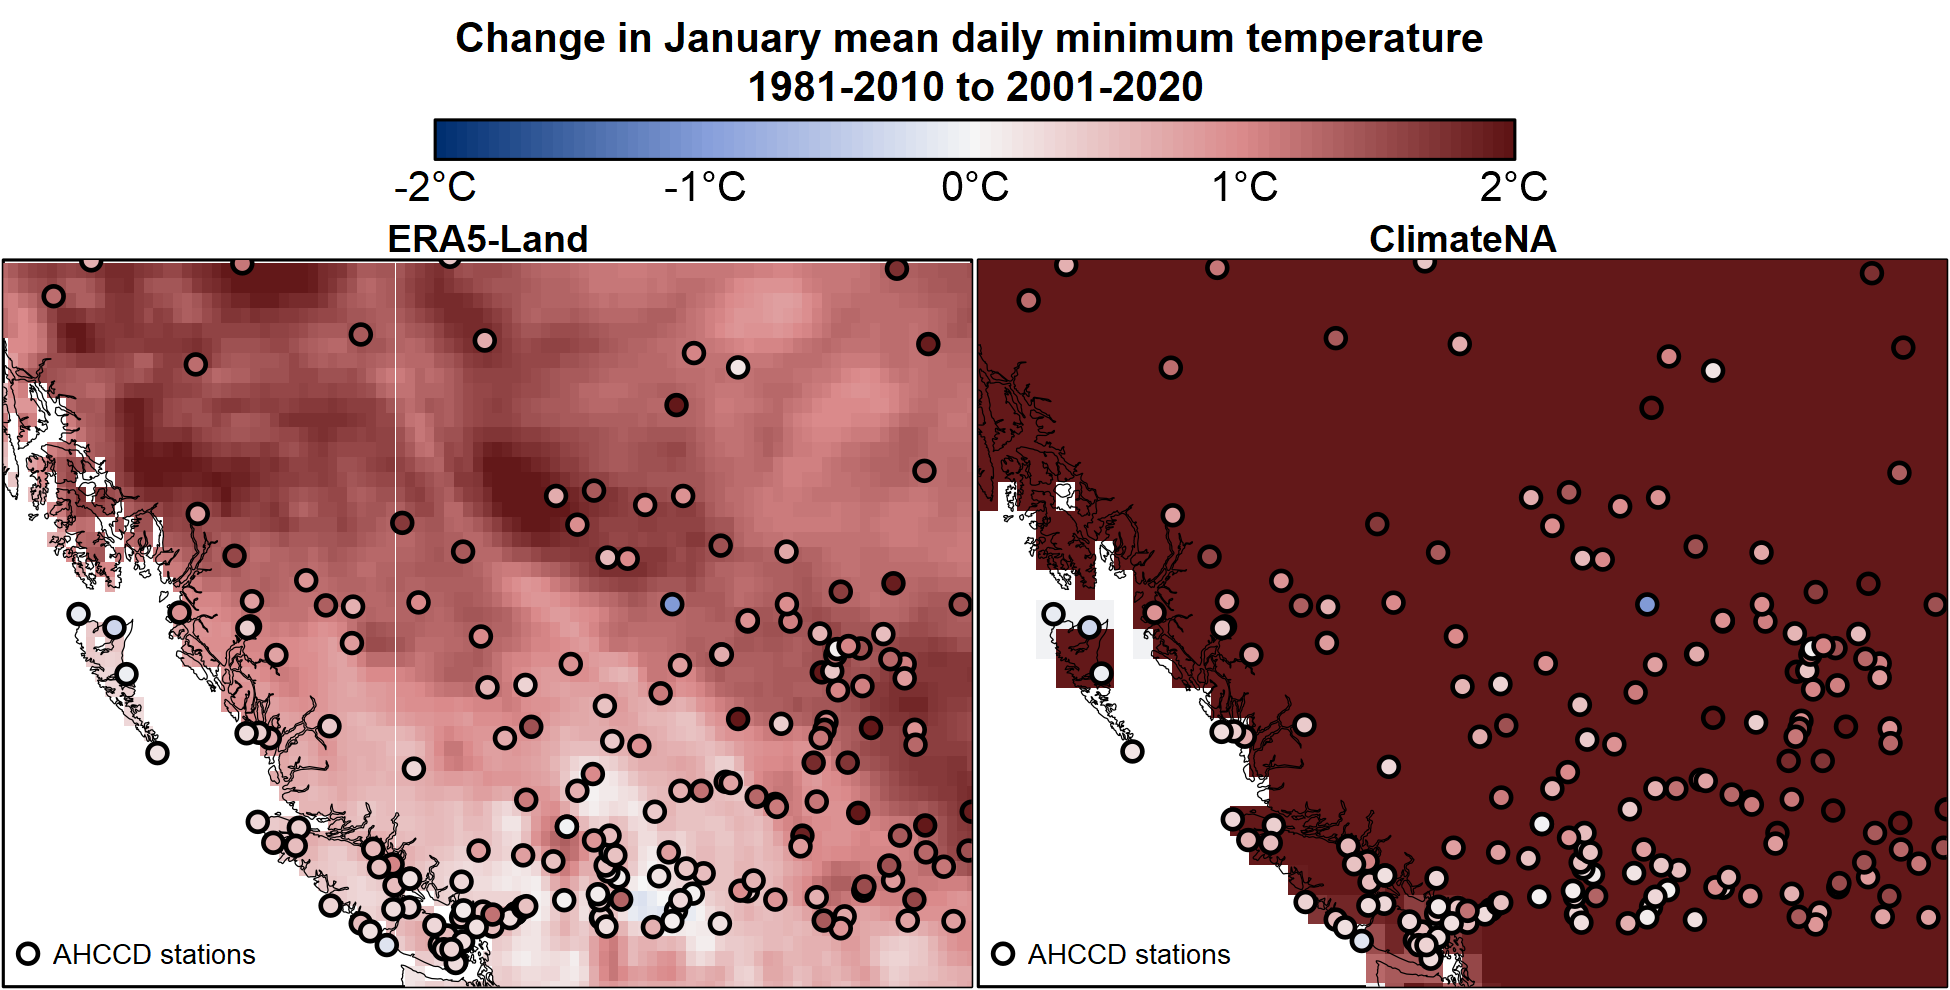 Change in January mean daily minimum temperature
1981-2010 to 2001-2020
-2°C -1°C 0°C 1°C 2°C
ERA5-Land ClimateNA
AHCCD stations AHCCD stations